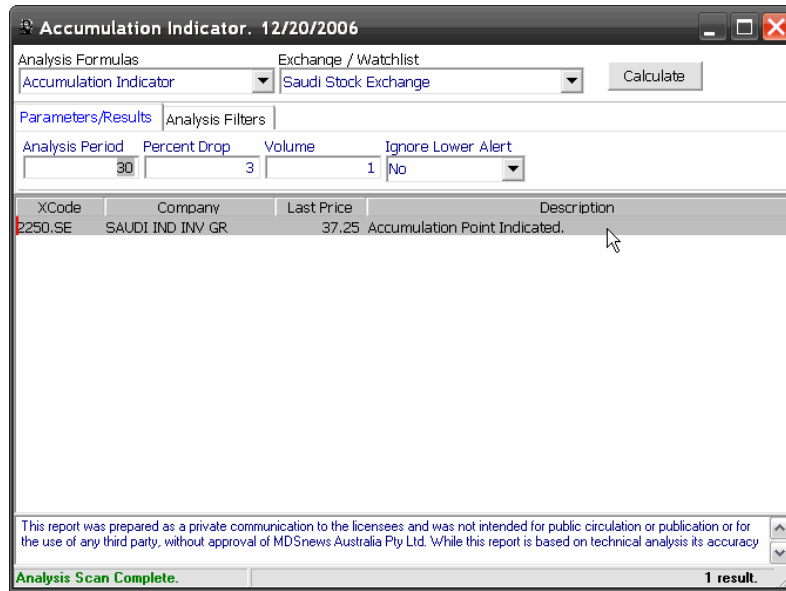 Accumulation Indicator. 12/20/2006
Analysis Formulas Exchange / Watchlist
Accumulation Indicator Saudi Stock Exchange Calculate
Parameters/Results Analysis Filters
Analysis Period Percent Drop Volume Ignore Lower Alert
30 3 1 No
XCode Company Last Price Description
2250.SE SAUDI IND INV GR 37.25 Accumulation Point Indicated.
This report was prepared as a private communication to the licensees and was not intended for public circulation or publication or for
the use of any third party, without approval of MDSnews Australia Pty Ltd. While this report is based on technical analysis its accuracy
Analysis Scan Complete. 1 result.